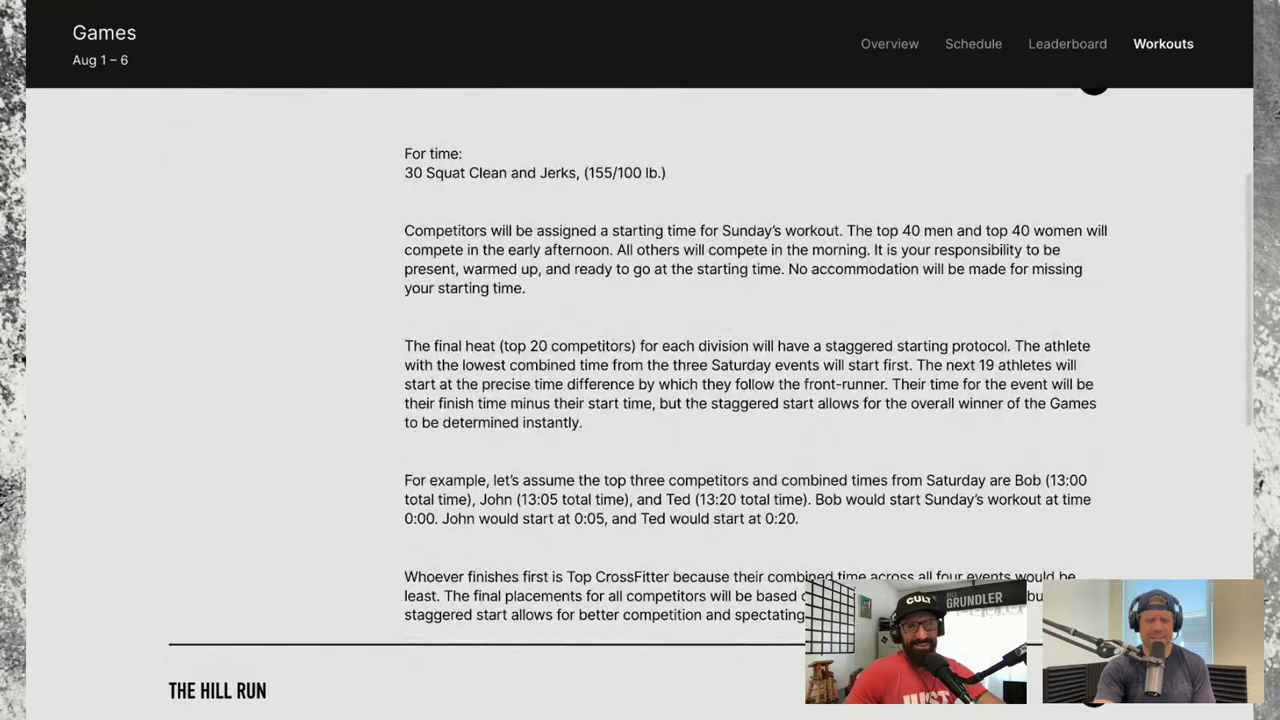 Games
Aug 1 – 6
Overview
Schedule
Leaderboard
Workouts
For time:
30 Squat Clean and Jerks, (155/100 lb.)
Competitors will be assigned a starting time for Sunday’s workout. The top 40 men and top 40 women will
compete in the early afternoon. All others will compete in the morning. It is your responsibility to be
present, warmed up, and ready to go at the starting time. No accommodation will be made for missing
your starting time.
The final heat (top 20 competitors) for each division will have a staggered starting protocol. The athlete
with the lowest combined time from the three Saturday events will start first. The next 19 athletes will
start at the precise time difference by which they follow the front-runner. Their time for the event will be
their finish time minus their start time, but the staggered start allows for the overall winner of the Games
to be determined instantly.
For example, let’s assume the top three competitors and combined times from Saturday are Bob (13:00
total time), John (13:05 total time), and Ted (13:20 total time). Bob would start Sunday’s workout at time
0:00. John would start at 0:05, and Ted would start at 0:20.
Whoever finishes first is Top CrossFitter because their combined time across all four events would be
least. The final placements for all competitors will be based
staggered start allows for better competition and spectating
THE HILL RUN
CULT
BILL
GRUNDLER
JUST